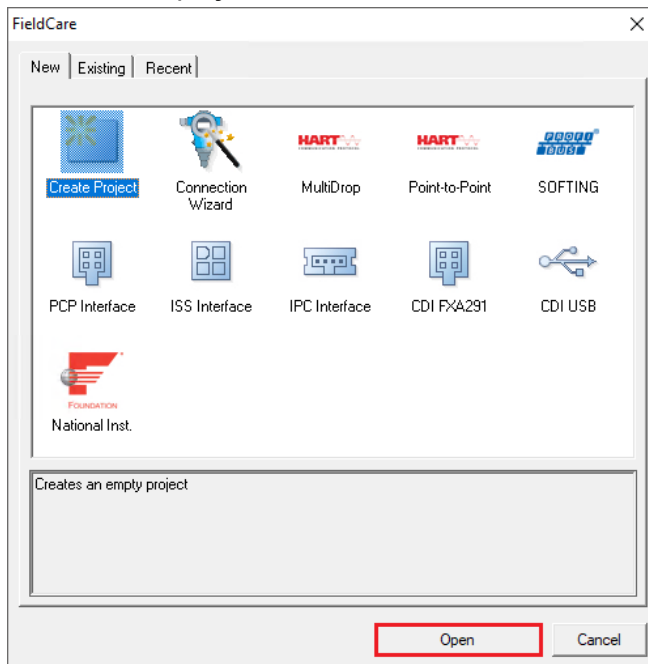 FieldCare
New Existing Recent
Create Project
Connection Wizard
HART
MultiDrop
HART
Point-to-Point
PROFI
BUS
SOFTING
PCP Interface
ISS Interface
IPC Interface
CDI FXA291
CDI USB
FOUNDATION
National Inst.
Creates an empty project
Open Cancel